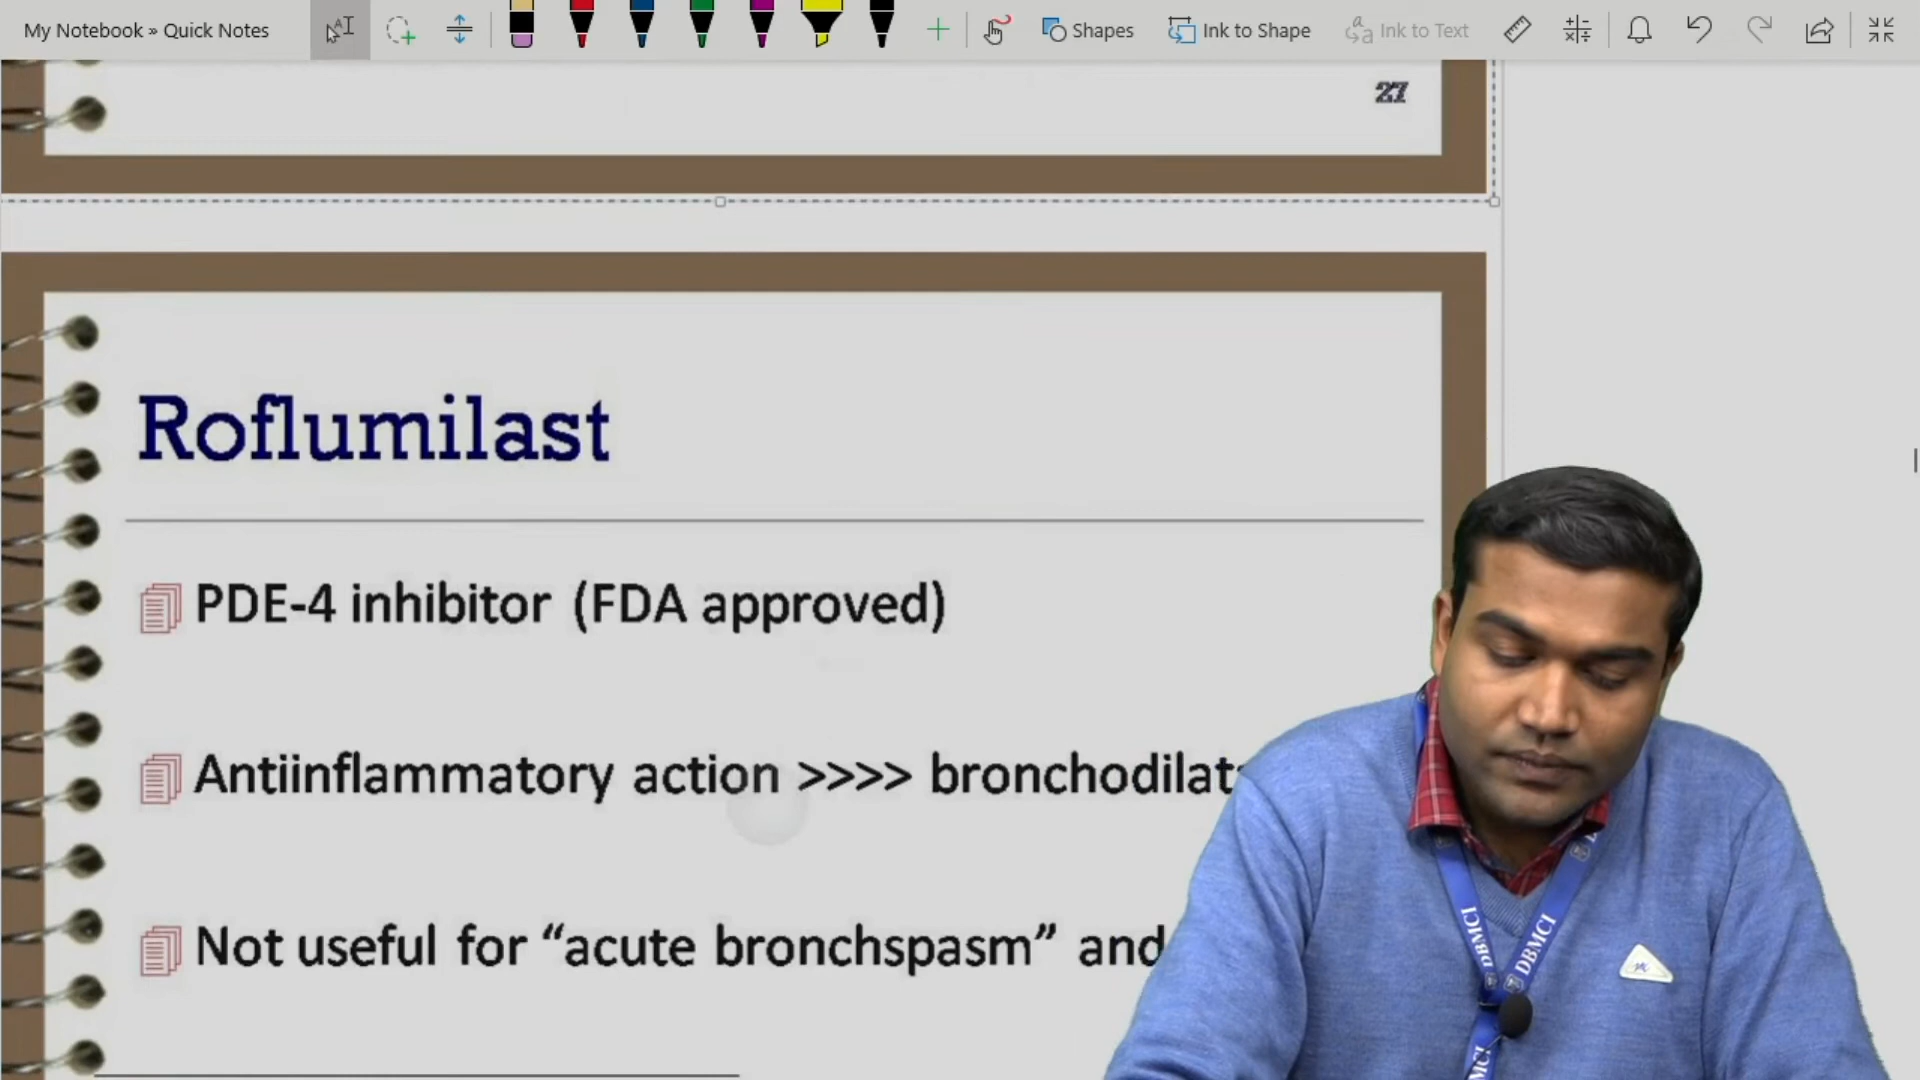 My Notebook » Quick Notes
Shapes
Ink to Shape
Ink to Text
27
Roflumilast
PDE-4 inhibitor (FDA approved)
Antiinflammatory action >>>> bronchodilat
Not useful for “acute bronchspasm” and
DBMCI
DBMCI
MCI